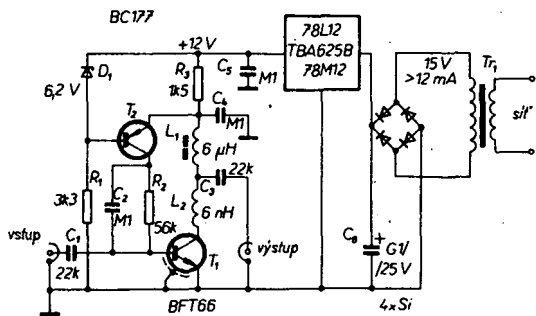 BC177
+12 V
78L12
TBA625B
78M12
15 V
>12 mA
Tr1
síť
D1
6,2 V
R3
1k5
C5
M1
T2
C4
M1
L1
6 μH
22k
C3
R1
3k3
C2
M1
R2
56k
L2
6 nH
vstup
C1
22k
T1
výstup
C6
+
G1/
/25 V
BFT66
4×Si